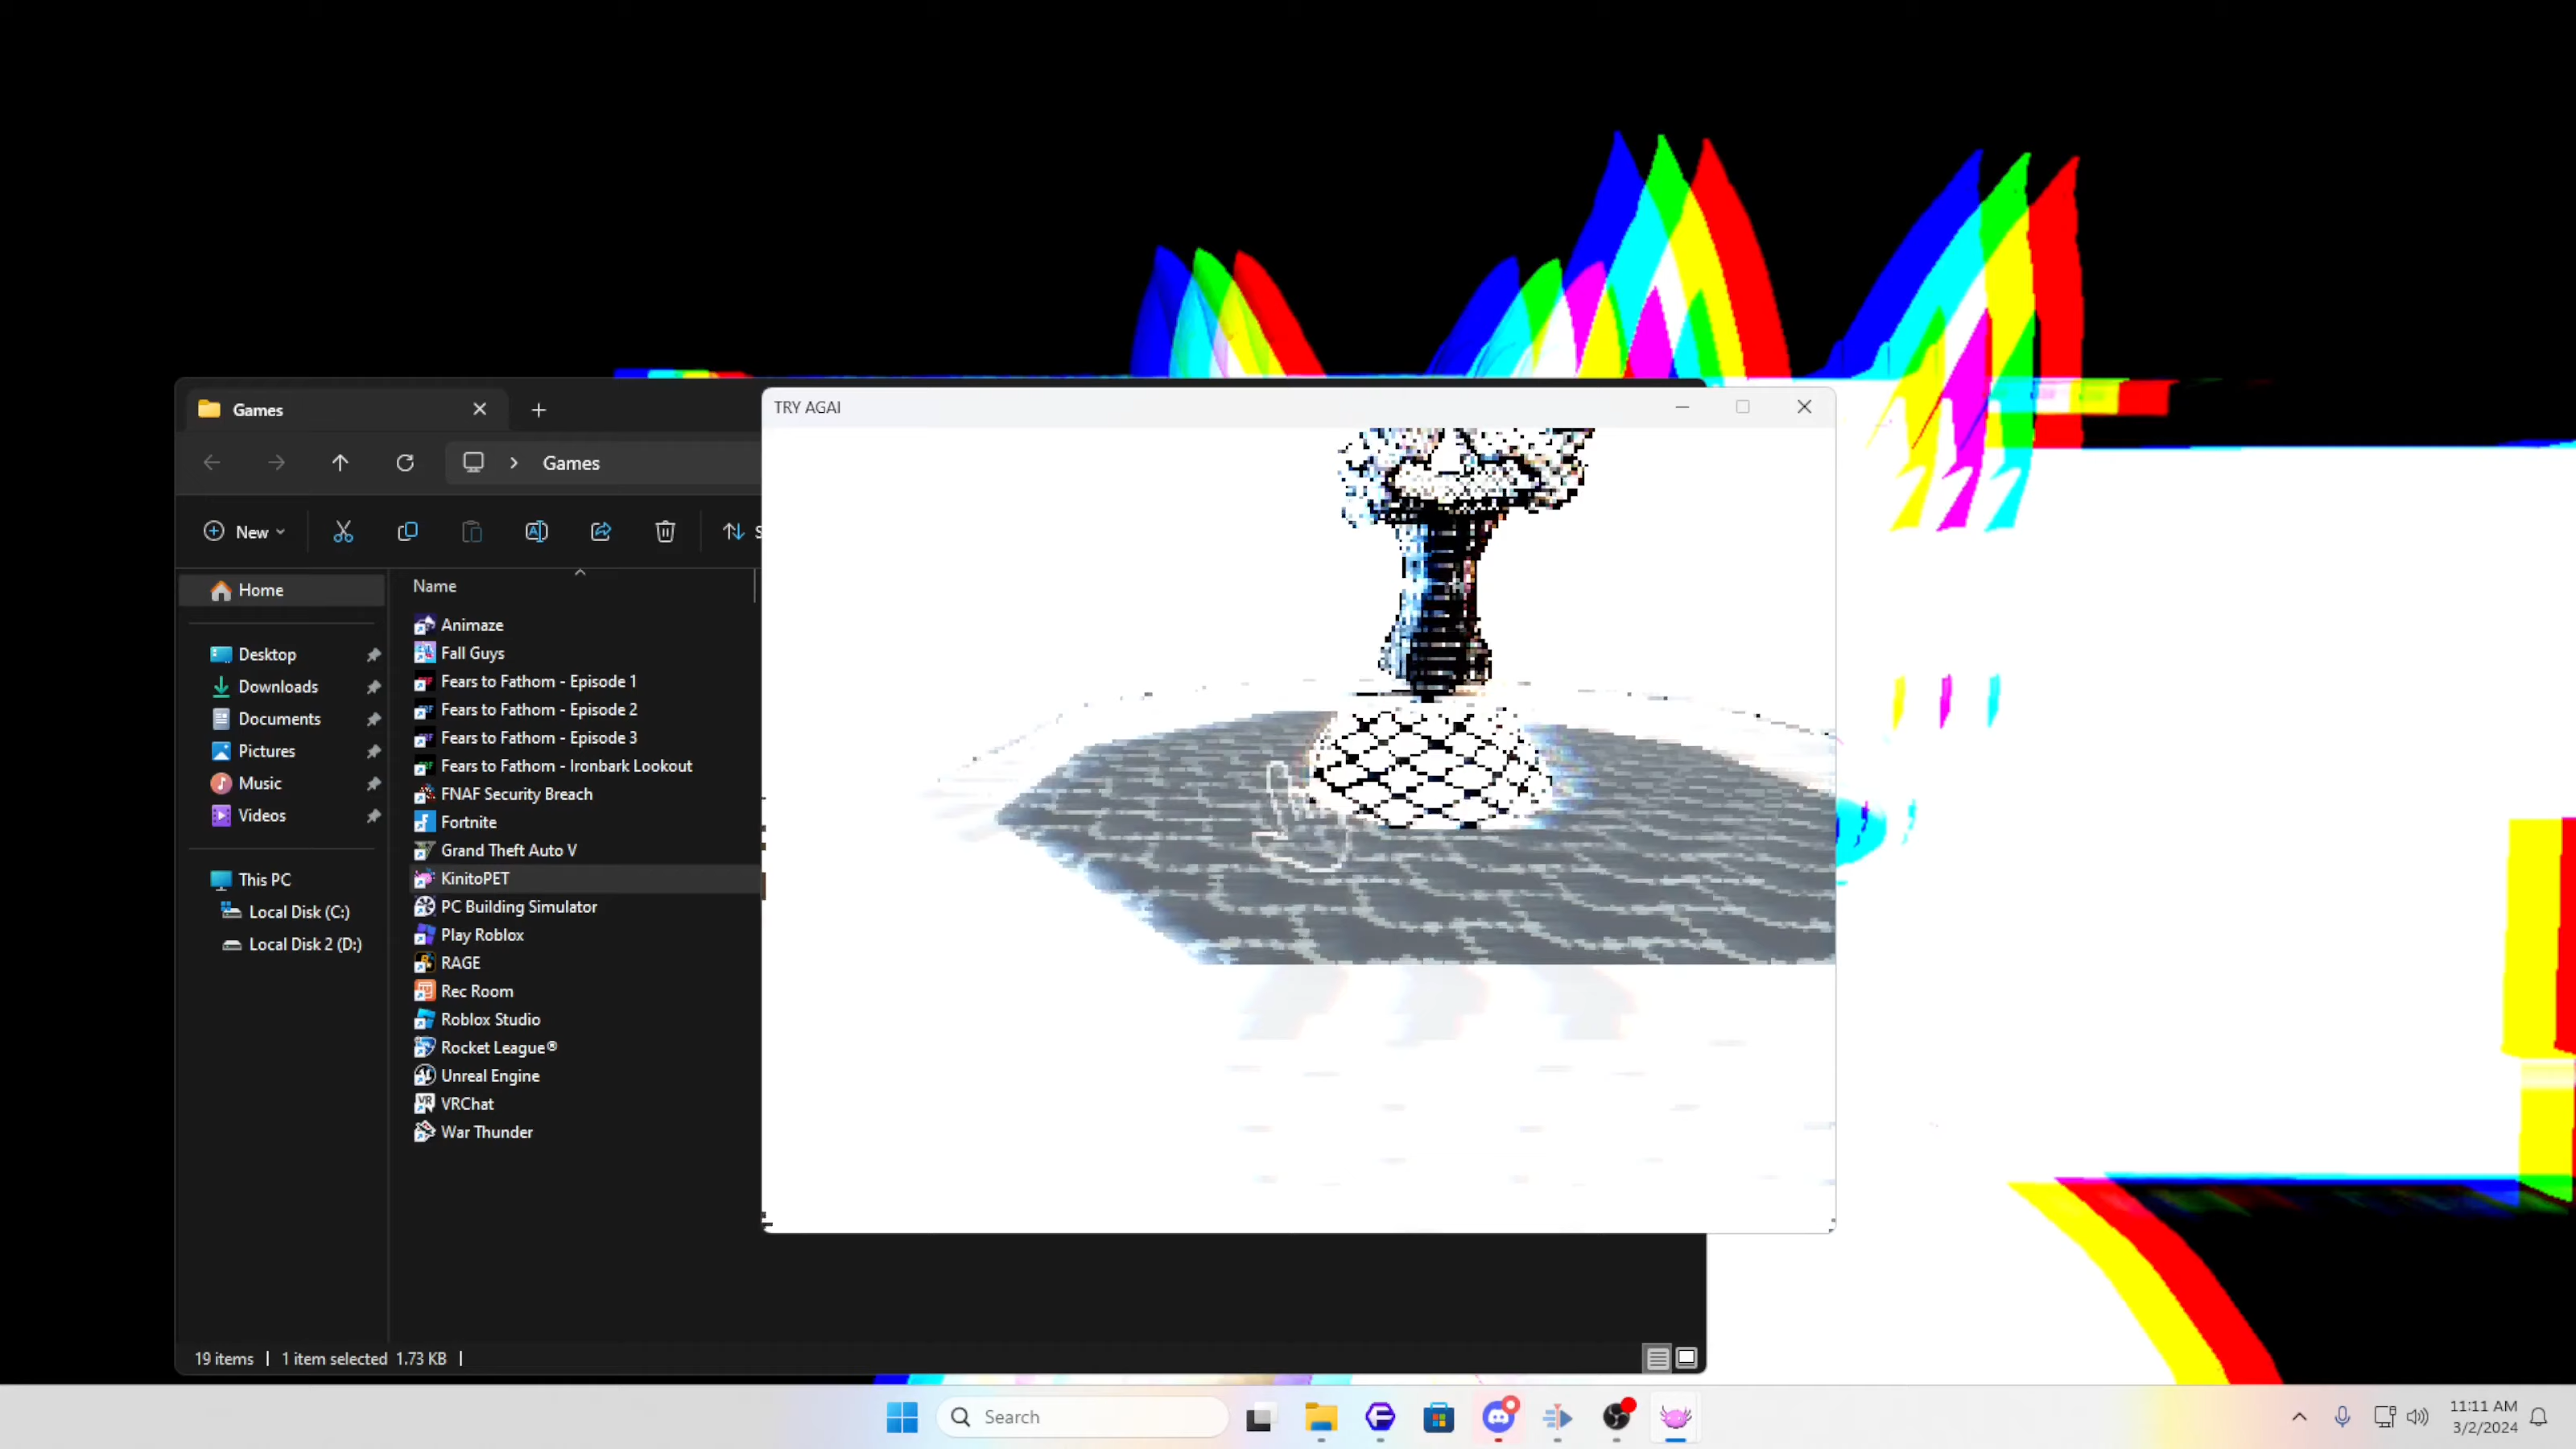 Games
TRY AGAI
Games
New
Name
Home
Desktop
Downloads
Documents
Pictures
Music
Videos
This PC
Local Disk (C:)
Local Disk 2 (D:)
Animaze
Fall Guys
Fears to Fathom - Episode 1
Fears to Fathom - Episode 2
Fears to Fathom - Episode 3
Fears to Fathom - Ironbark Lookout
FNAF Security Breach
Fortnite
Grand Theft Auto V
KinitoPET
PC Building Simulator
Play Roblox
RAGE
Rec Room
Roblox Studio
Rocket League®
Unreal Engine
VRChat
War Thunder
19 items | 1 item selected 1.73 KB |
Search
11:11 AM
3/2/2024